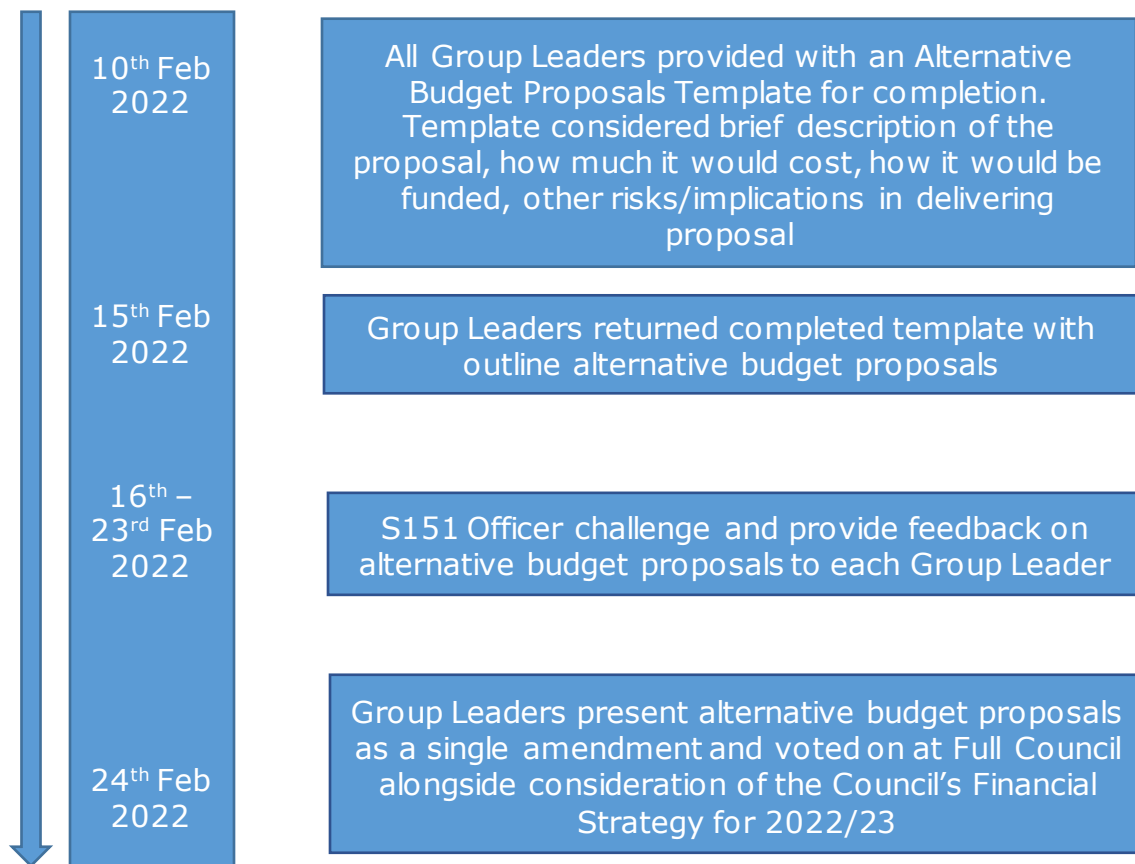 10th Feb
2022
All Group Leaders provided with an Alternative
Budget Proposals Template for completion.
Template considered brief description of the
proposal, how much it would cost, how it would be
funded, other risks/implications in delivering
proposal
15th Feb
2022
Group Leaders returned completed template with
outline alternative budget proposals
16th –
23rd Feb
2022
S151 Officer challenge and provide feedback on
alternative budget proposals to each Group Leader
24th Feb
2022
Group Leaders present alternative budget proposals
as a single amendment and voted on at Full Council
alongside consideration of the Council’s Financial
Strategy for 2022/23